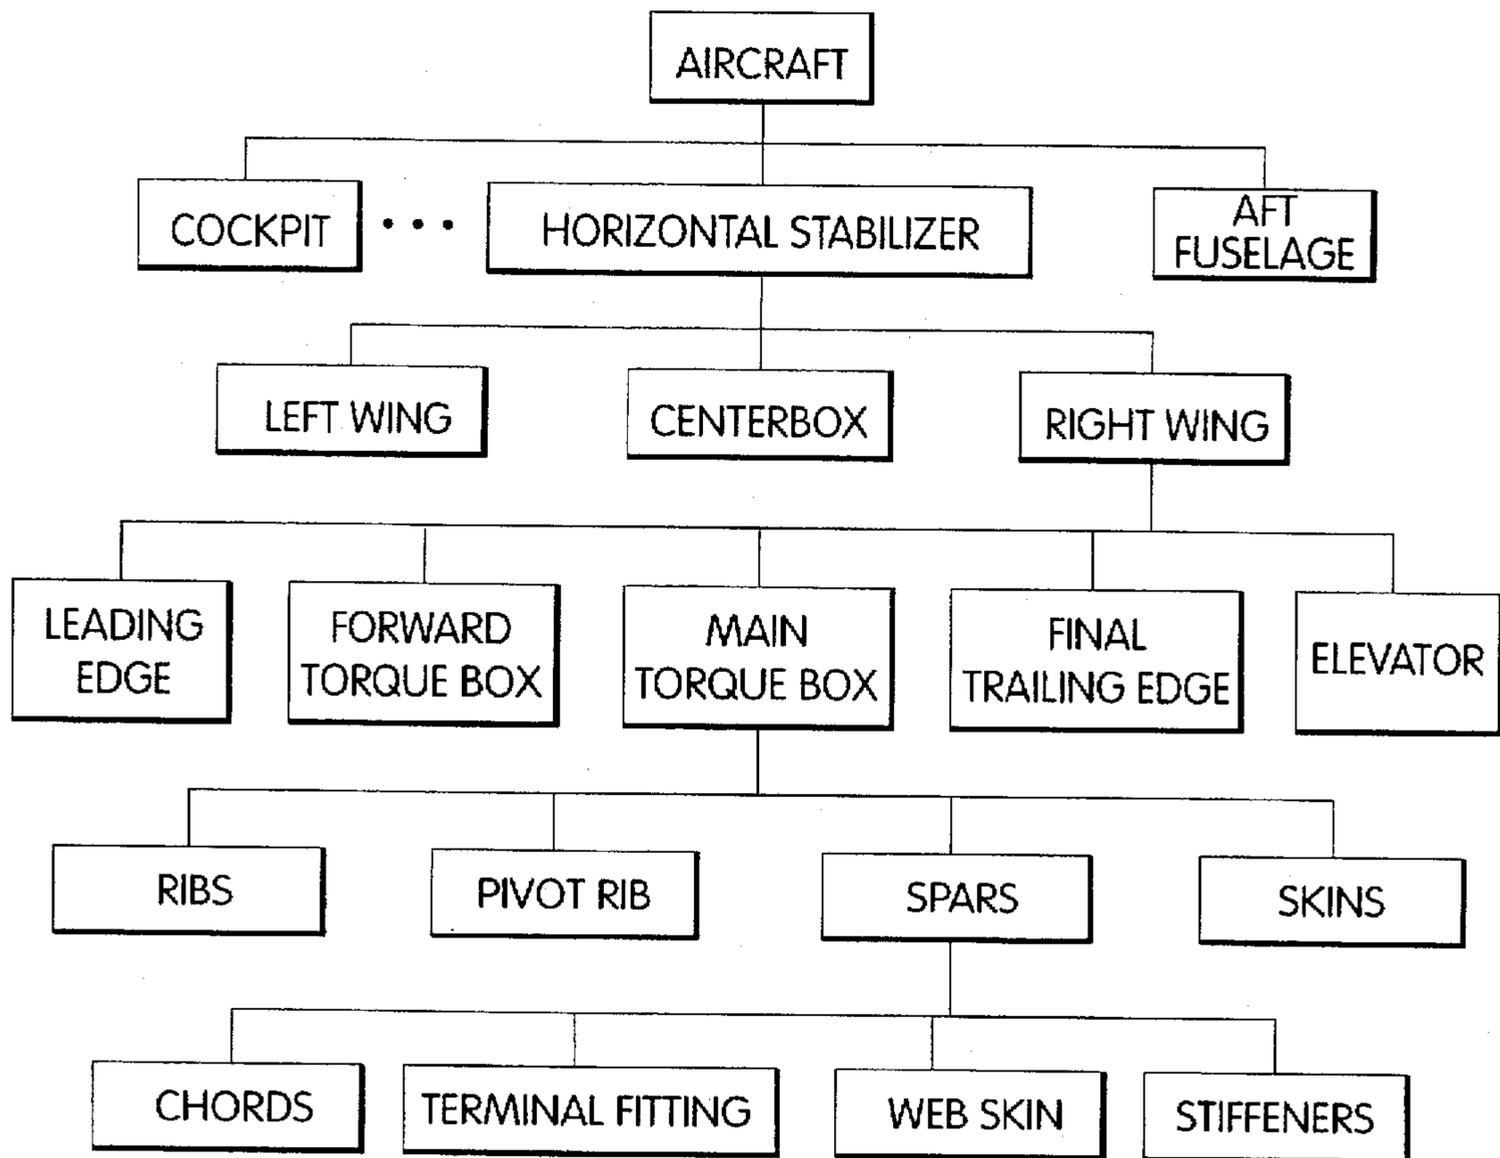 AIRCRAFT
COCKPIT
HORIZONTAL STABILIZER
AFT
FUSELAGE
LEFT WING
CENTERBOX
RIGHT WING
LEADING
EDGE
FORWARD
TORQUE BOX
MAIN
TORQUE BOX
FINAL
TRAILING EDGE
ELEVATOR
RIBS
PIVOT RIB
SPARS
SKINS
CHORDS
TERMINAL FITTING
WEB SKIN
STIFFENERS